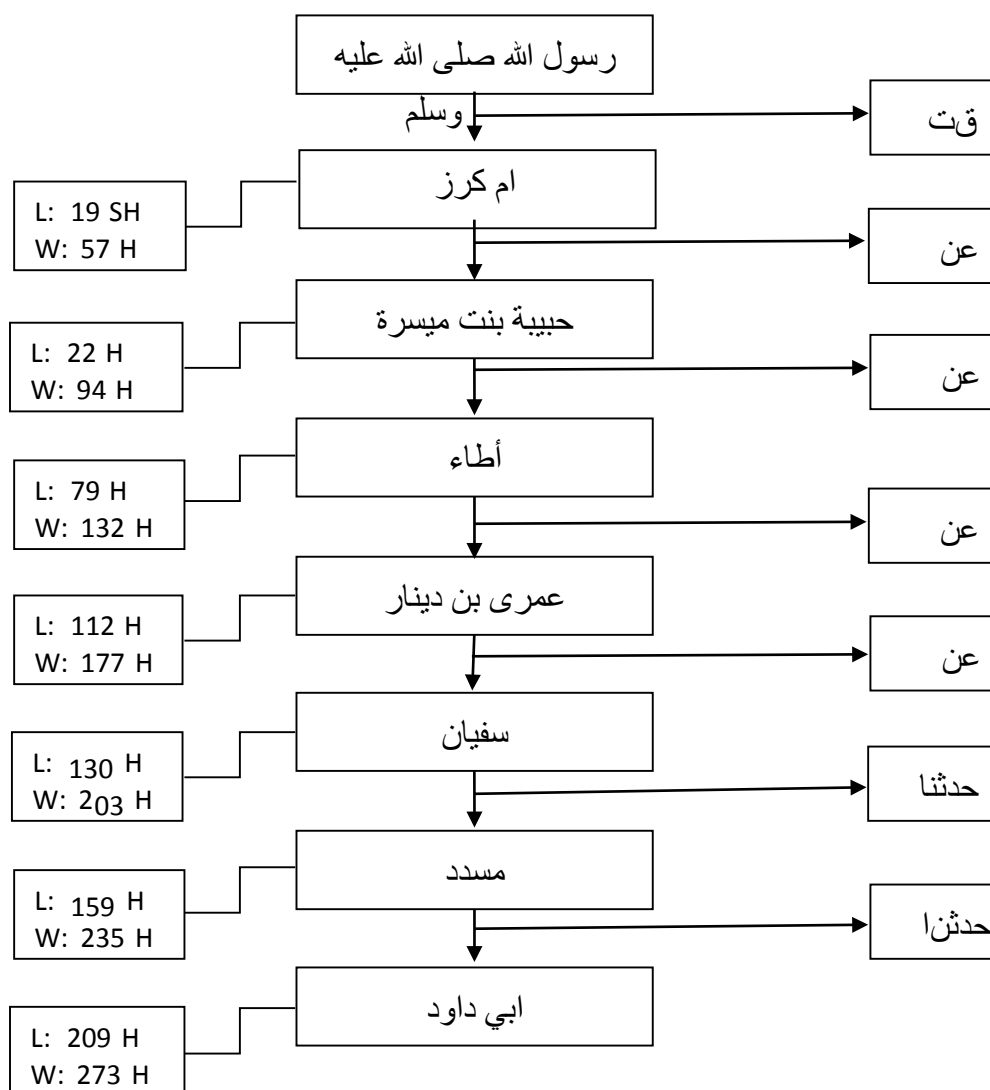 رسول الله صلى الله عليه
وسلم
قت
ام كرز
L: 19 SH
W: 57 H
عن
حبيبة بنت ميسرة
L: 22 H
W: 94 H
عن
أطاء
L: 79 H
W: 132 H
عن
عمرى بن دينار
L: 112 H
W: 177 H
عن
سفيان
L: 130 H
W: 203 H
حدثنا
مسدد
L: 159 H
W: 235 H
حدثنا
ابي داود
L: 209 H
W: 273 H